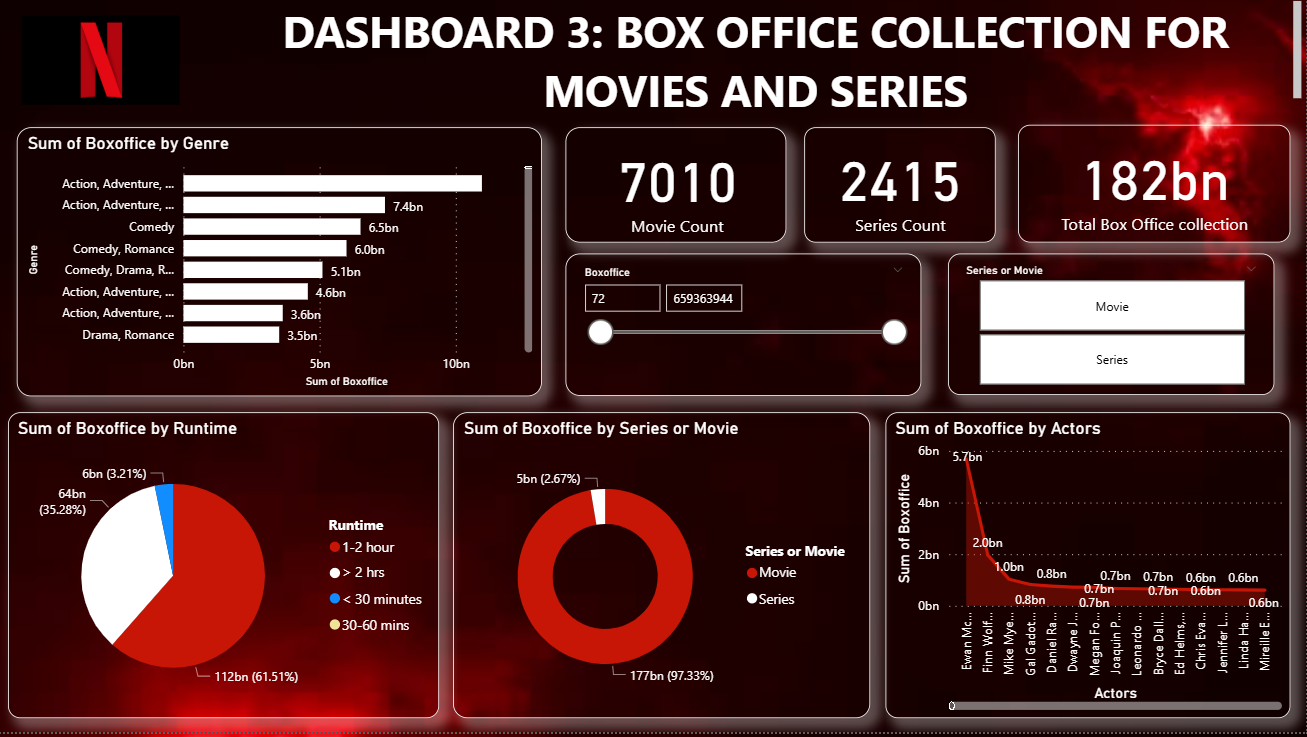 N
DASHBOARD 3: BOX OFFICE COLLECTION FOR
MOVIES AND SERIES
Sum of Boxoffice by Genre
Genre
Action, Adventure, ...
Action, Adventure, ...
7.4bn
Comedy
6.5bn
Comedy, Romance
6.0bn
Comedy, Drama, R...
5.1bn
Action, Adventure, ...
4.6bn
Action, Adventure, ...
3.6bn
Drama, Romance
3.5bn
0bn
5bn
10bn
Sum of Boxoffice
7010
Movie Count
2415
Series Count
182bn
Total Box Office collection
Boxoffice
72
659363944
Series or Movie
Movie
Series
Sum of Boxoffice by Runtime
6bn (3.21%)
64bn
(35.28%)
112bn (61.51%)
Runtime
1-2 hour
> 2 hrs
< 30 minutes
30-60 mins
Sum of Boxoffice by Series or Movie
5bn (2.67%)
177bn (97.33%)
Series or Movie
Movie
Series
Sum of Boxoffice by Actors
Sum of Boxoffice
6bn
4bn
2bn
0bn
5.7bn
2.0bn
1.0bn
0.8bn
0.8bn
0.7bn
0.7bn
0.7bn
0.7bn
0.7bn
0.6bn
0.6bn
0.6bn
0.6bn
Ewan Mc...
Finn Wolf...
Mike Mye...
Gal Gadot...
Daniel Ra...
Dwayne J...
Megan Fo...
Joaquin P...
Leonardo ...
Bryce Dall...
Ed Helms,...
Chris Eva...
Jennifer L...
Linda Ha...
Mireille E...
Actors